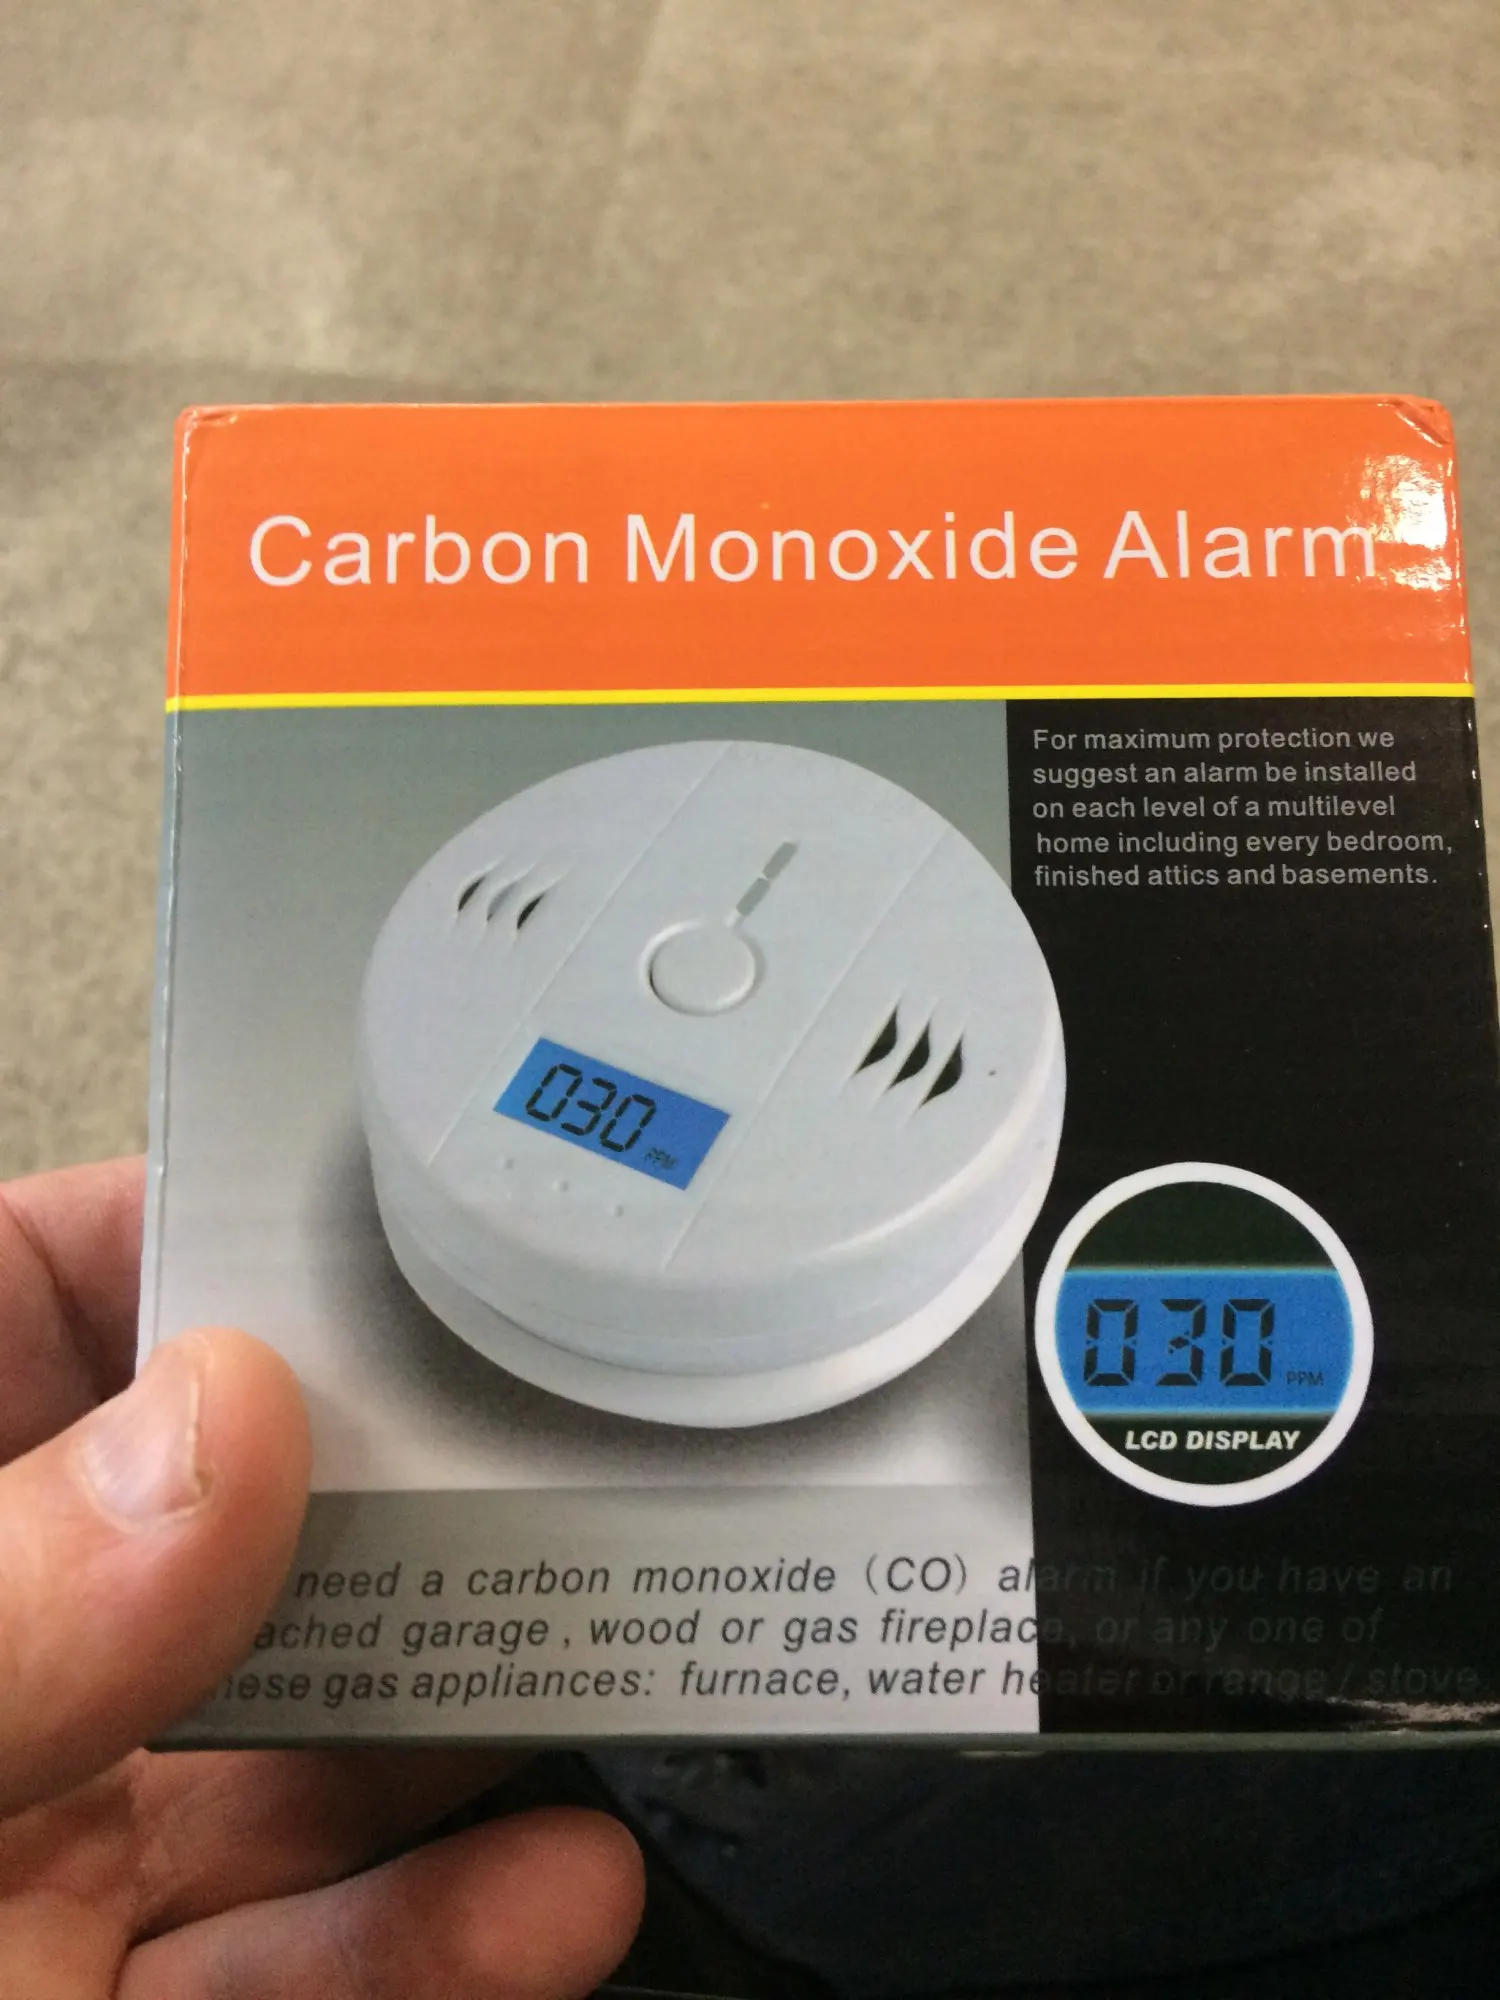 Carbon Monoxide Alarm
For maximum protection we
suggest an alarm be installed
on each level of a multilevel
home including every bedroom,
finished attics and basements.
030 PPM
030 PPM
LCD DISPLAY
need a carbon monoxide (CO) alarm if you have an
ached garage, wood or gas fireplace, or any one of
hese gas appliances: furnace, water heater or range / stove.